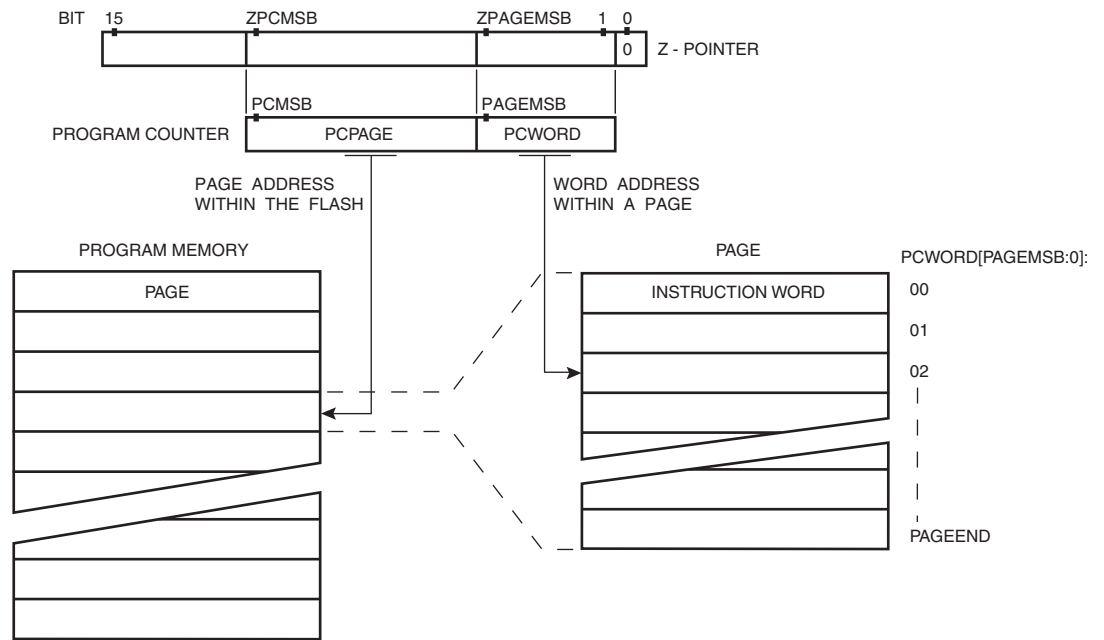 BIT 15 ZPCMSB ZPAGEMSB 1 0
0 Z - POINTER
PCMSB PAGEMSB
PROGRAM COUNTER PCPAGE PCWORD
PAGE ADDRESS
WITHIN THE FLASH
WORD ADDRESS
WITHIN A PAGE
PROGRAM MEMORY
PAGE
PAGE
PCWORD[PAGEMSB:0]:
INSTRUCTION WORD
00
01
02
PAGEEND